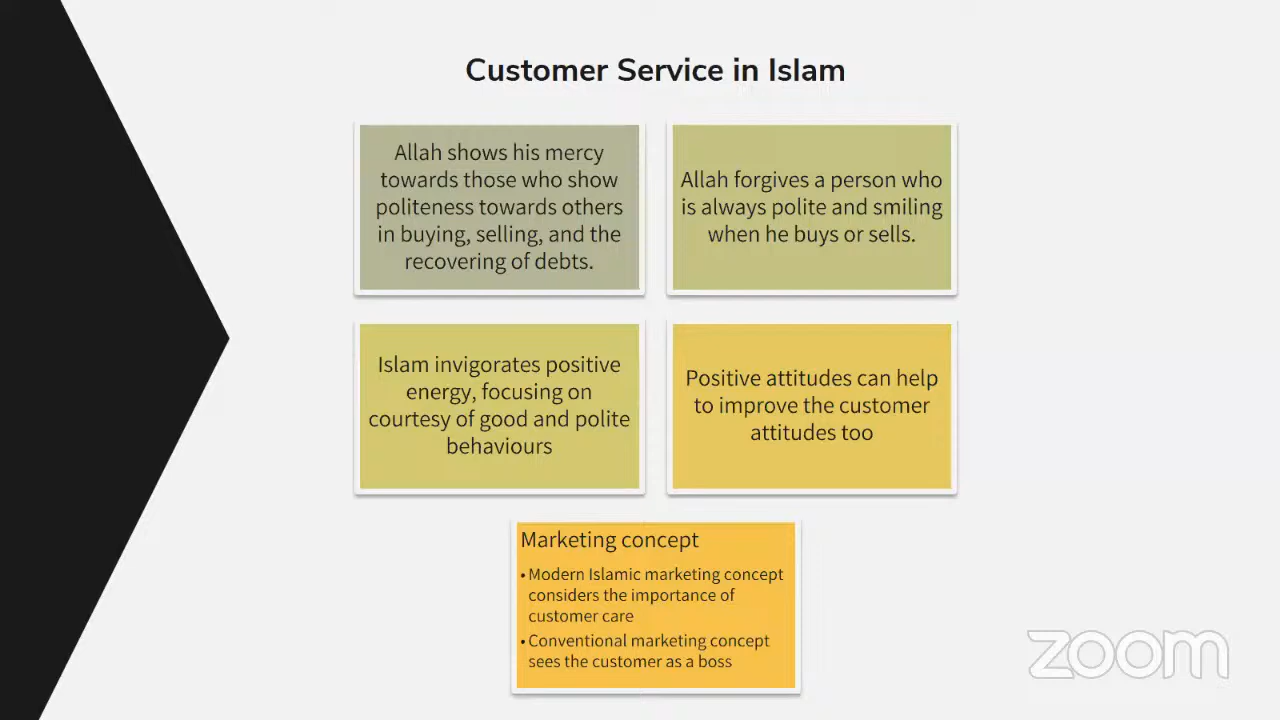 Customer Service in Islam
Allah shows his mercy
towards those who show
politeness towards others
in buying, selling, and the
recovering of debts.
Allah forgives a person who
is always polite and smiling
when he buys or sells.
Islam invigorates positive
energy, focusing on
courtesy of good and polite
behaviours
Positive attitudes can help
to improve the customer
attitudes too
Marketing concept
• Modern Islamic marketing concept
considers the importance of
customer care
• Conventional marketing concept
sees the customer as a boss
zoom